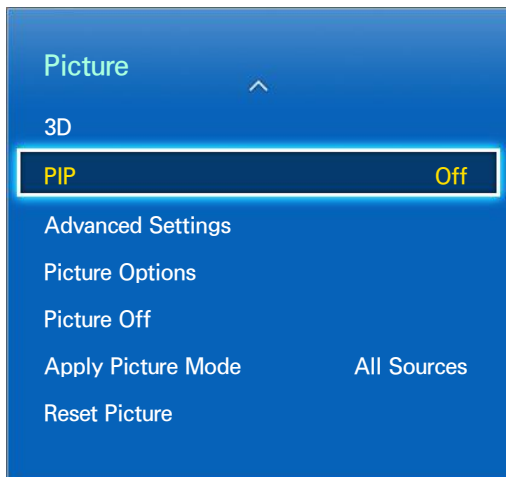 Picture
3D
PIP Off
Advanced Settings
Picture Options
Picture Off
Apply Picture Mode All Sources
Reset Picture